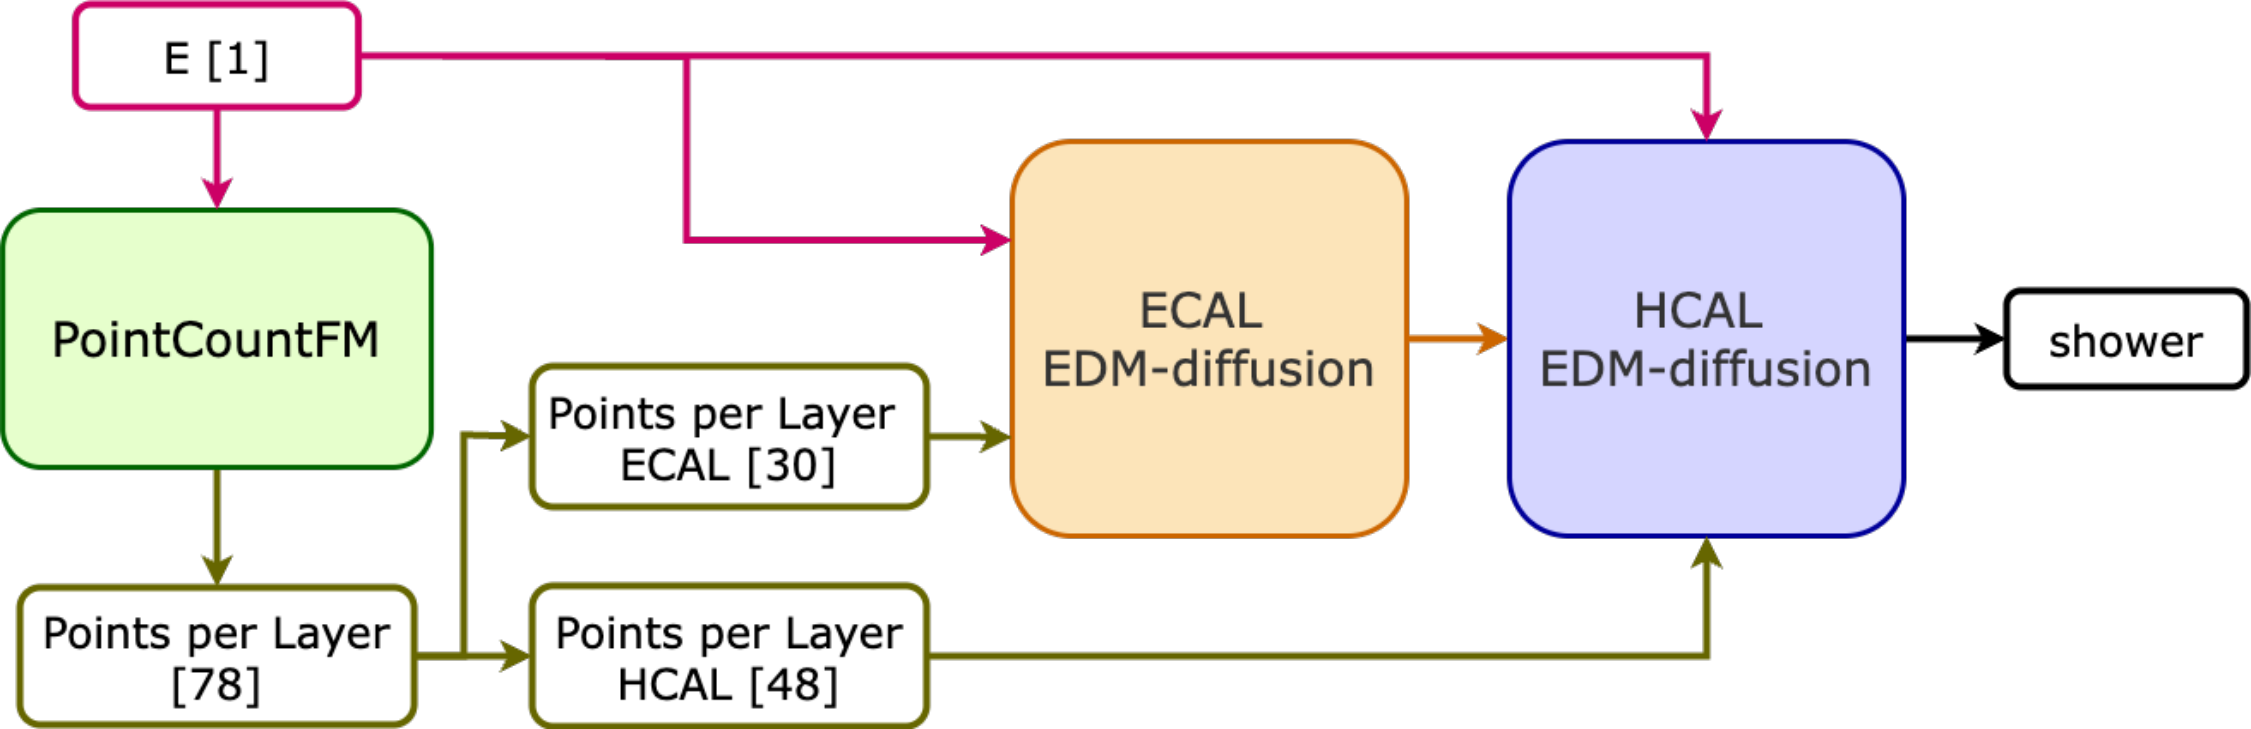 E [1]
PointCountFM
Points per Layer
[78]
Points per Layer
ECAL [30]
Points per Layer
HCAL [48]
ECAL
EDM-diffusion
HCAL
EDM-diffusion
shower